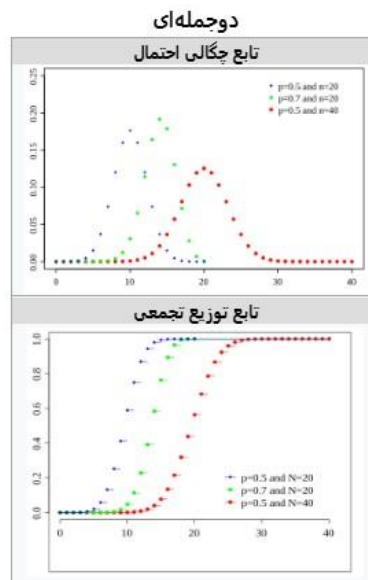 دوجمله‌ای
تابع چگالی احتمال
0.25
0.20
0.15
0.10
0.05
0.00
p=0.5 and n=20
p=0.7 and n=20
p=0.5 and n=40
0 10 20 30 40
تابع توزیع تجمعی
1.0
0.8
0.6
0.4
0.2
0.0
p=0.5 and N=20
p=0.7 and N=20
p=0.5 and N=40
0 10 20 30 40